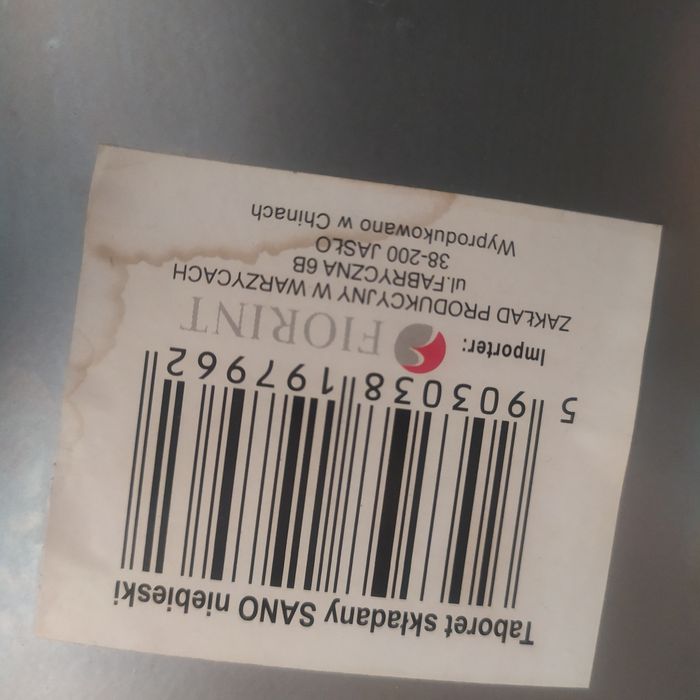 Taboret składany SANO niebieski
5 903038 197962
Importer: FIORINT
ZAKŁAD PRODUKCYJNY W WARZYCACH
ul.FABRYCZNA 6B
38-200 JASŁO
Wyprodukowano w Chinach